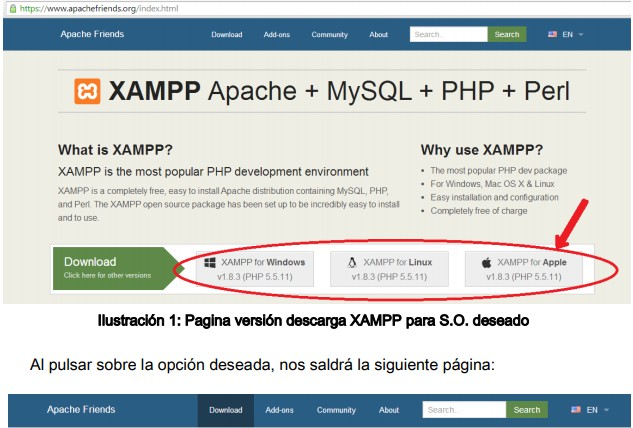 https://www.apachefriends.org/index.html
Apache Friends Download Add-ons Community About Search.. Search EN
XAMPP Apache + MySQL + PHP + Perl
What is XAMPP?
XAMPP is the most popular PHP development environment
XAMPP is a completely free, easy to install Apache distribution containing MySQL, PHP,
and Perl. The XAMPP open source package has been set up to be incredibly easy to install
and to use.
Why use XAMPP?
• The most popular PHP dev package
• For Windows, Mac OS X & Linux
• Easy installation and configuration
• Completely free of charge
Download
Click here for other versions
XAMPP for Windows
v1.8.3 (PHP 5.5.11)
XAMPP for Linux
v1.8.3 (PHP 5.5.11)
XAMPP for Apple
v1.8.3 (PHP 5.5.11)
Ilustración 1: Pagina versión descarga XAMPP para S.O. deseado
Al pulsar sobre la opción deseada, nos saldrá la siguiente página:
Apache Friends Download Add-ons Community About Search.. Search EN